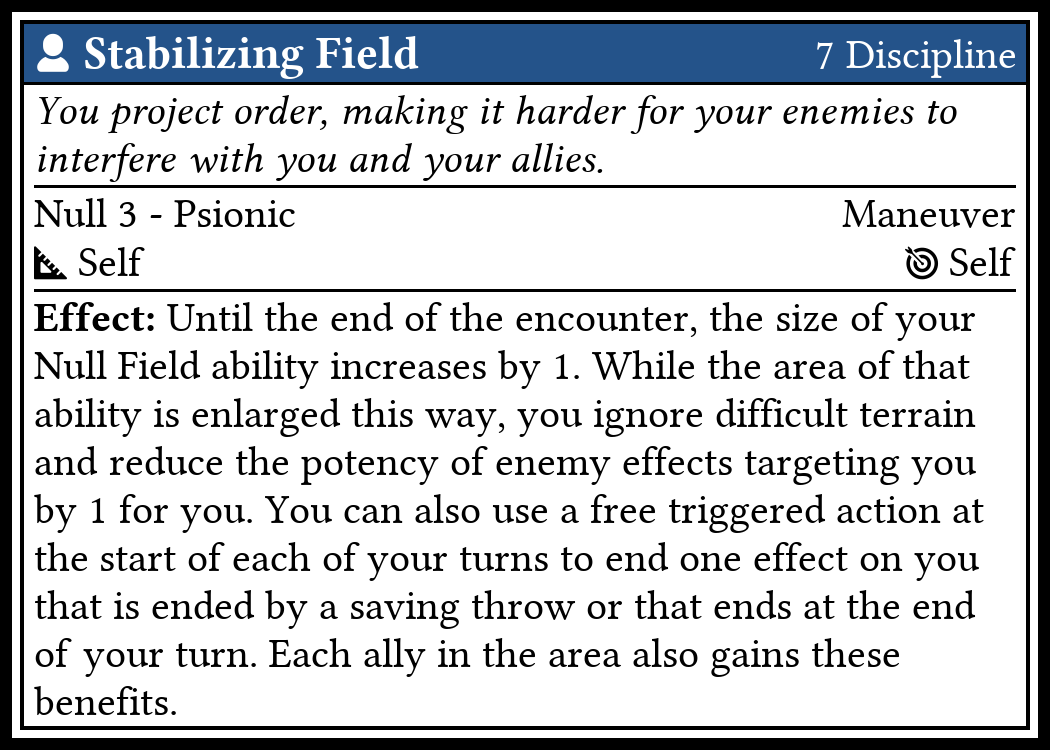 Stabilizing Field 7 Discipline
You project order, making it harder for your enemies to
interfere with you and your allies.
Null 3 - Psionic Maneuver
Self Self
Effect: Until the end of the encounter, the size of your
Null Field ability increases by 1. While the area of that
ability is enlarged this way, you ignore difficult terrain
and reduce the potency of enemy effects targeting you
by 1 for you. You can also use a free triggered action at
the start of each of your turns to end one effect on you
that is ended by a saving throw or that ends at the end
of your turn. Each ally in the area also gains these
benefits.